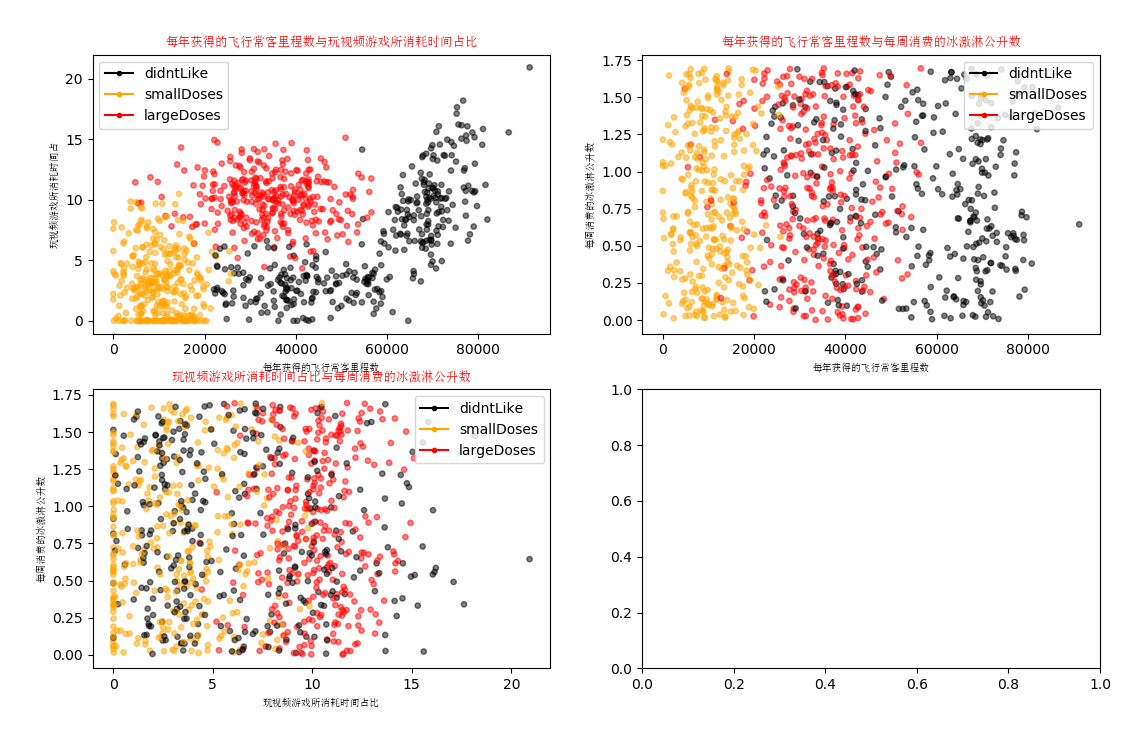 每年获得的飞行常客里程数与玩视频游戏所消耗时间占比
玩视频游戏所消耗时间占
20
15
10
5
0
didntLike
smallDoses
largeDoses
0 20000 40000 60000 80000
每年获得的飞行常客里程数
每年获得的飞行常客里程数与每周消费的冰激淋公升数
每周消费的冰激淋公升数
1.75
1.50
1.25
1.00
0.75
0.50
0.25
0.00
didntLike
smallDoses
largeDoses
0 20000 40000 60000 80000
每年获得的飞行常客里程数
玩视频游戏所消耗时间占比与每周消费的冰激淋公升数
每周消费的冰激淋公升数
1.75
1.50
1.25
1.00
0.75
0.50
0.25
0.00
didntLike
smallDoses
largeDoses
0 5 10 15 20
玩视频游戏所消耗时间占比
1.0
0.8
0.6
0.4
0.2
0.0
0.0 0.2 0.4 0.6 0.8 1.0